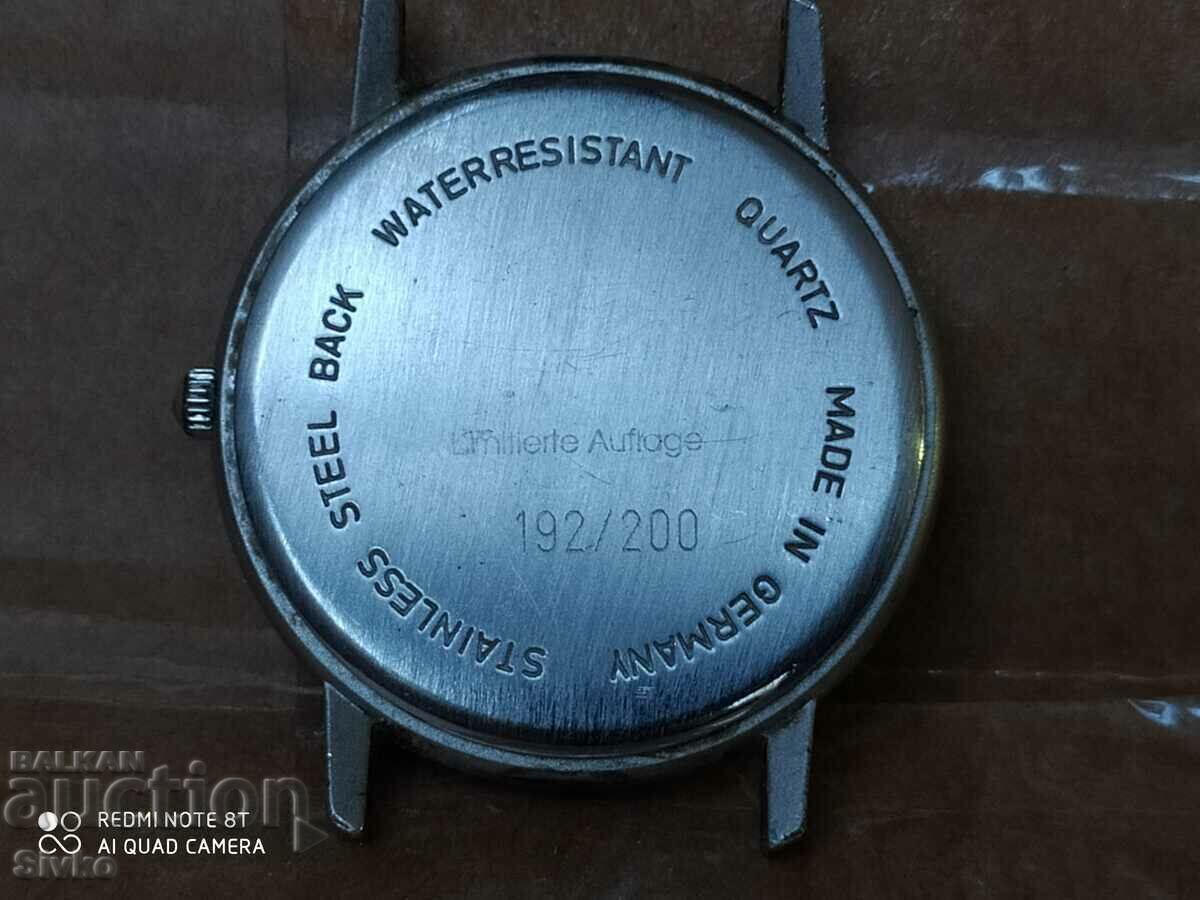 WATERRESISTANT
QUARTZ
MADE IN GERMANY
STAINLESS STEEL BACK
Limitierte Auflage
192/200
BALKAN
auction
REDMI NOTE 8T
AI QUAD CAMERA
Sivko